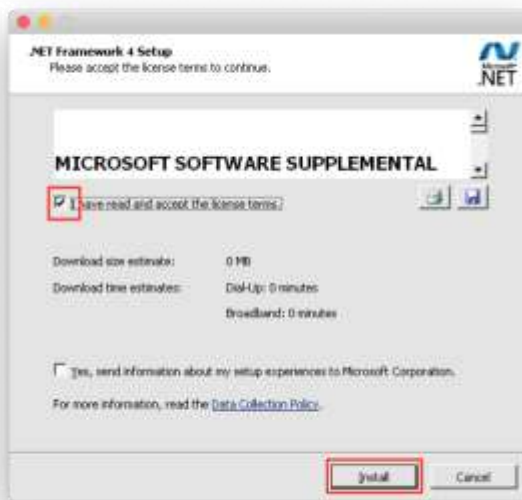 .NET Framework 4 Setup
Please accept the license terms to continue.
Microsoft
.NET
MICROSOFT SOFTWARE SUPPLEMENTAL
I have read and accept the license terms.
Download size estimate: 0 MB
Download time estimates: Dial-Up: 0 minutes
Broadband: 0 minutes
Yes, send information about my setup experiences to Microsoft Corporation.
For more information, read the Data Collection Policy.
Install Cancel